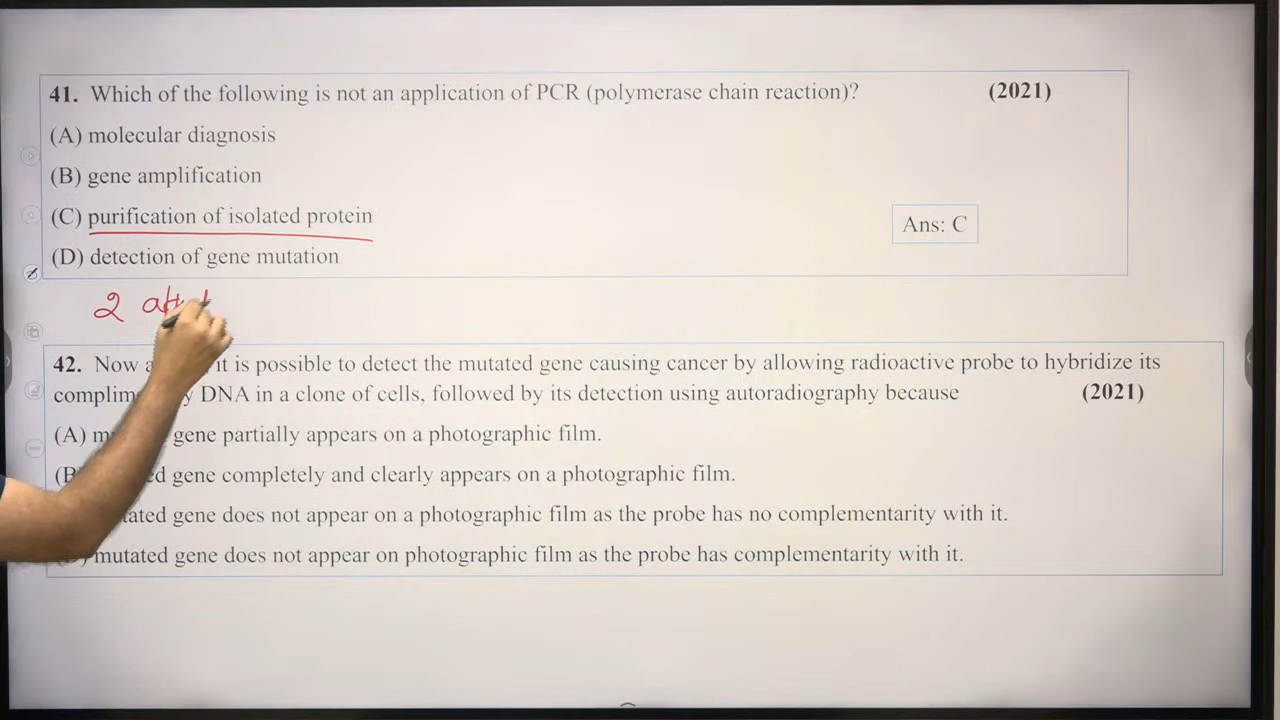 41. Which of the following is not an application of PCR (polymerase chain reaction)? (2021)
(A) molecular diagnosis
(B) gene amplification
(C) purification of isolated protein
Ans: C
(D) detection of gene mutation
2
42. Now it is possible to detect the mutated gene causing cancer by allowing radioactive probe to hybridize its
DNA in a clone of cells, followed by its detection using autoradiography because (2021)
(A) gene partially appears on a photographic film.
gene completely and clearly appears on a photographic film.
gene does not appear on a photographic film as the probe has no complementarity with it.
mutated gene does not appear on photographic film as the probe has complementarity with it.